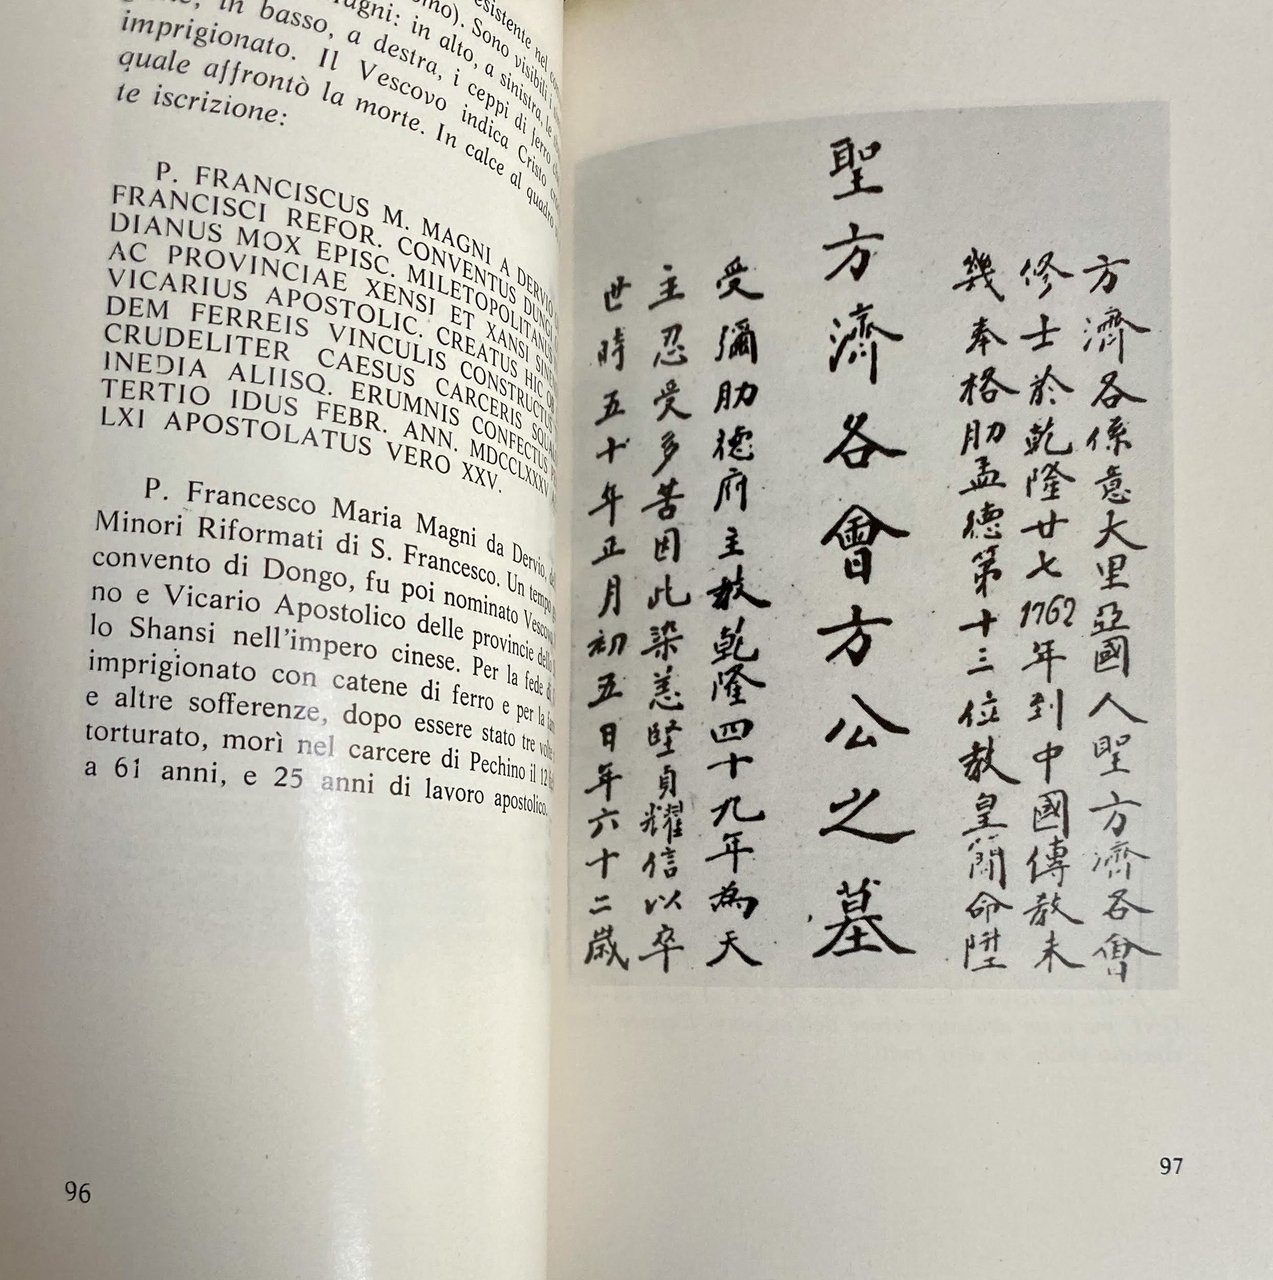 esistente nel
Sono visibili i
Magni: in alto, a sinistra, le
in basso, a destra, i ceppi di ferro
imprigionato. Il Vescovo indica Cristo
quale affrontò la morte. In calce al quadro
te iscrizione:
P. FRANCISCUS M. MAGNI A DERVIO
FRANCISCI REFOR. CONVENTUS DUNGI
DIANUS MOX EPISC. MILETOPOLITANUS
AC PROVINCIAE XENSI ET XANSI
VICARIUS APOSTOLIC. CREATUS HIC
DEM FERREIS VINCULIS CONSTRUCTUS
CRUDELITER CAESUS CARCERIS
INEDIA ALIISQ. ERUMNIS CONFECTUS
TERTIO IDUS FEBR. ANN. MDCCLXXXV
LXI APOSTOLATUS VERO XXV.
P. Francesco Maria Magni da Dervio,
Minori Riformati di S. Francesco. Un tempo
convento di Dongo, fu poi nominato Vescovo
no e Vicario Apostolico delle provincie dello
lo Shansi nell'impero cinese. Per la fede
imprigionato con catene di ferro e per la
e altre sofferenze, dopo essere stato tre volte
torturato, morì nel carcere di Pechino il 12
a 61 anni, e 25 anni di lavoro apostolico.
96
方濟各係意大里亞國人聖方濟各會
修士於乾隆廿七1762年到中國傳教未
幾奉格肋孟德第十三位教皇簡命陞
聖方濟各會方公之墓
受彌肋德府主教乾隆四十九年為天
主忍受多苦因此染恙堅貞耀信以卒
世時五十年正月初五日年六十二歲
97